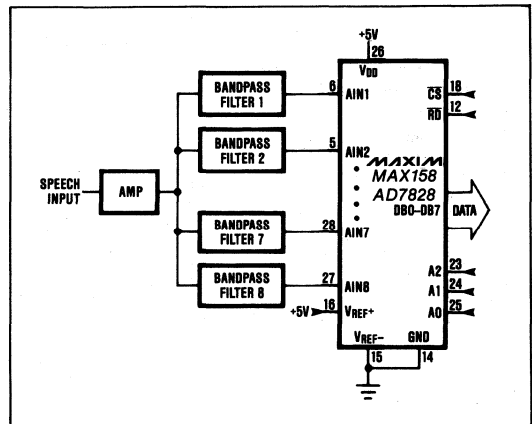 +5V
26
VDD
BANDPASS
FILTER 1
6
AIN1
CS
18
RD
12
BANDPASS
FILTER 2
5
AIN2
MAXIM
MAX158
AD7828
DB0–DB7
DATA
SPEECH
INPUT
AMP
BANDPASS
FILTER 7
28
AIN7
BANDPASS
FILTER 8
27
AIN8
A2
23
A1
24
A0
25
+5V
16
VREF+
VREF–
GND
15
14